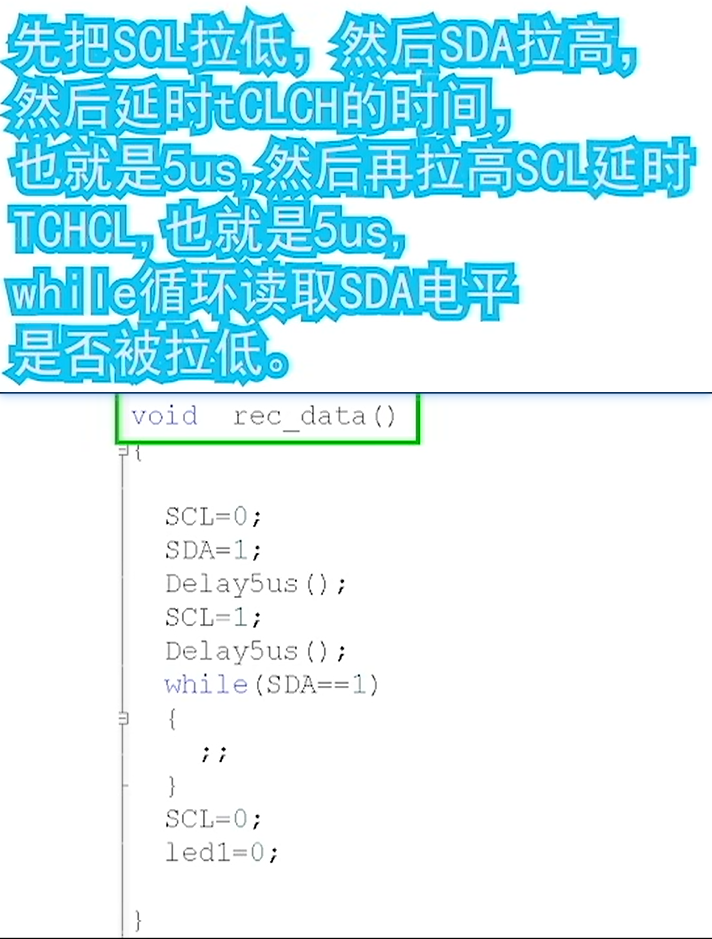 先把SCL拉低，然后SDA拉高，
然后延时tCLCH的时间，
也就是5us,然后再拉高SCL延时
TCHCL,也就是5us,
while循环读取SDA电平
是否被拉低。
void  rec_data()
{
SCL=0;
SDA=1;
Delay5us();
SCL=1;
Delay5us();
while(SDA==1)
{
;;
}
SCL=0;
led1=0;
}